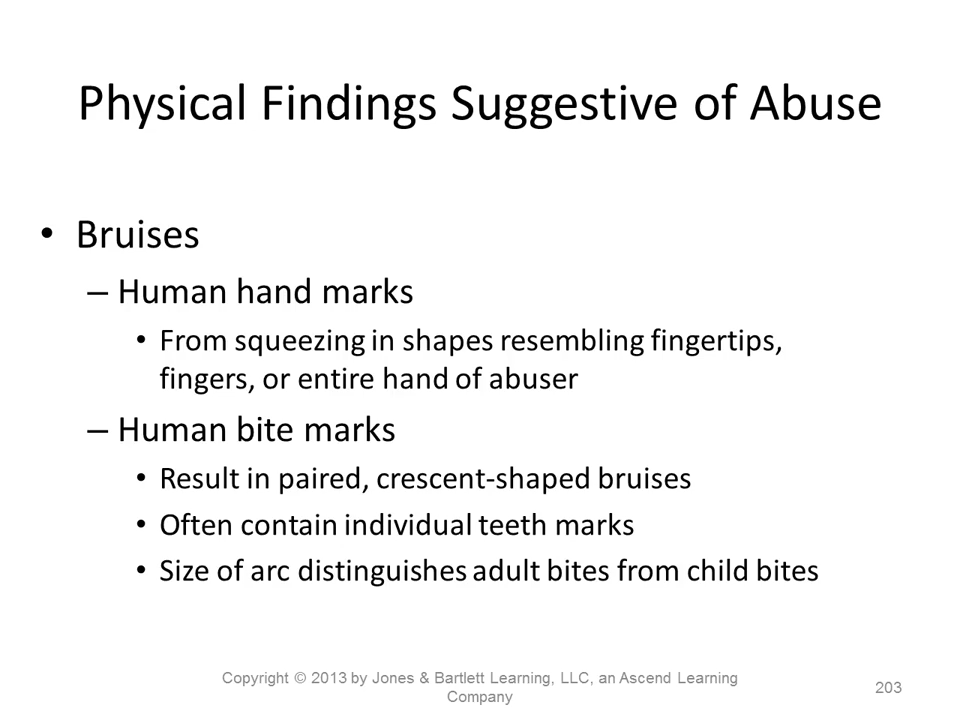 Physical Findings Suggestive of Abuse
• Bruises
– Human hand marks
• From squeezing in shapes resembling fingertips,
fingers, or entire hand of abuser
– Human bite marks
• Result in paired, crescent-shaped bruises
• Often contain individual teeth marks
• Size of arc distinguishes adult bites from child bites
Copyright © 2013 by Jones & Bartlett Learning, LLC, an Ascend Learning
Company
203